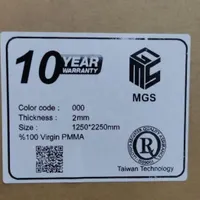 10 YEAR
WARRANTY
MGS
Color code : 000
Thickness : 2mm
Size : 1250*2250mm
%100 Virgin PMMA
R
Taiwan Technology